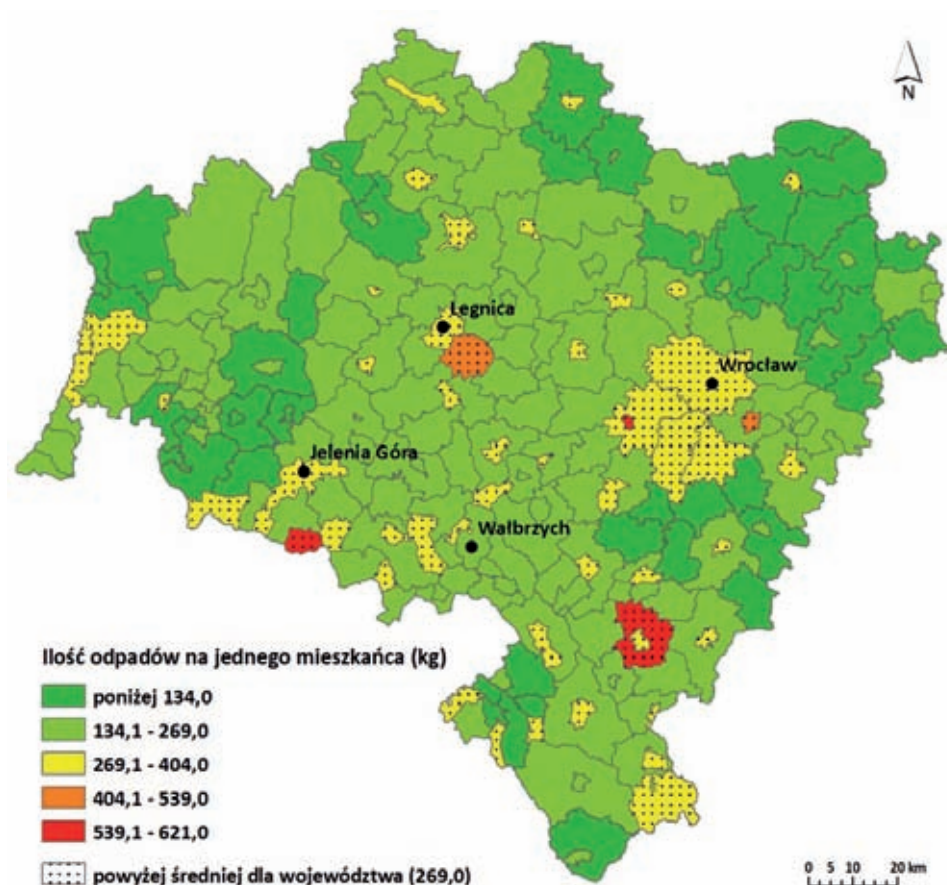 N
Legnica
Wrocław
Jelenia Góra
Wałbrzych
Ilość odpadów na jednego mieszkańca (kg)
poniżej 134,0
134,1 - 269,0
269,1 - 404,0
404,1 - 539,0
539,1 - 621,0
powyżej średniej dla województwa (269,0)
0 5 10 20 km